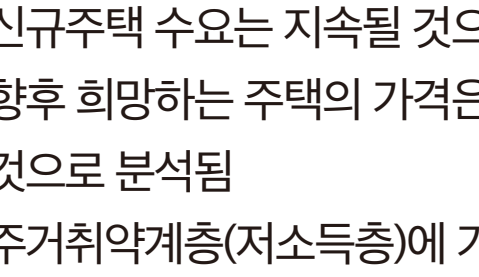 신규주택 수요는 지속될 것으
향후 희망하는 주택의 가격은
것으로 분석됨
주거취약계층(저소득층)에